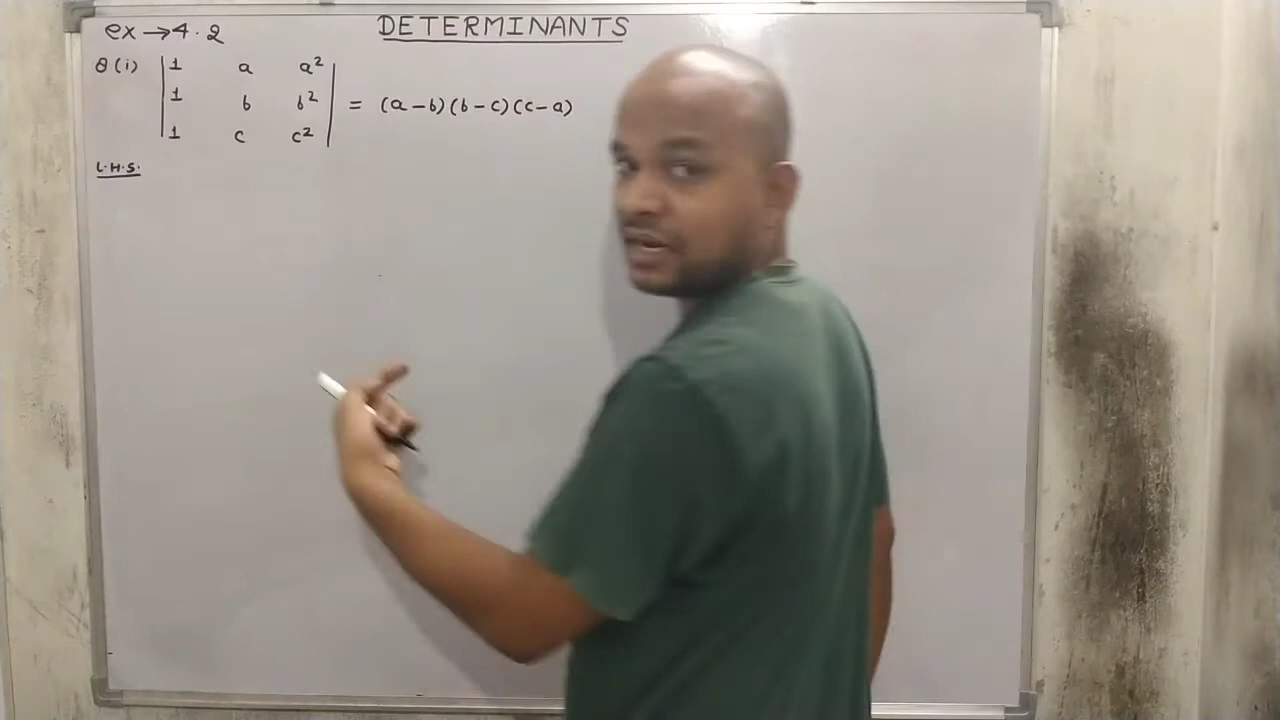 DETERMINANTS
ex → 4.2
8(i) |1 a a²|
|1 b b²| = (a-b)(b-c)(c-a)
|1 c c²|
L.H.S.